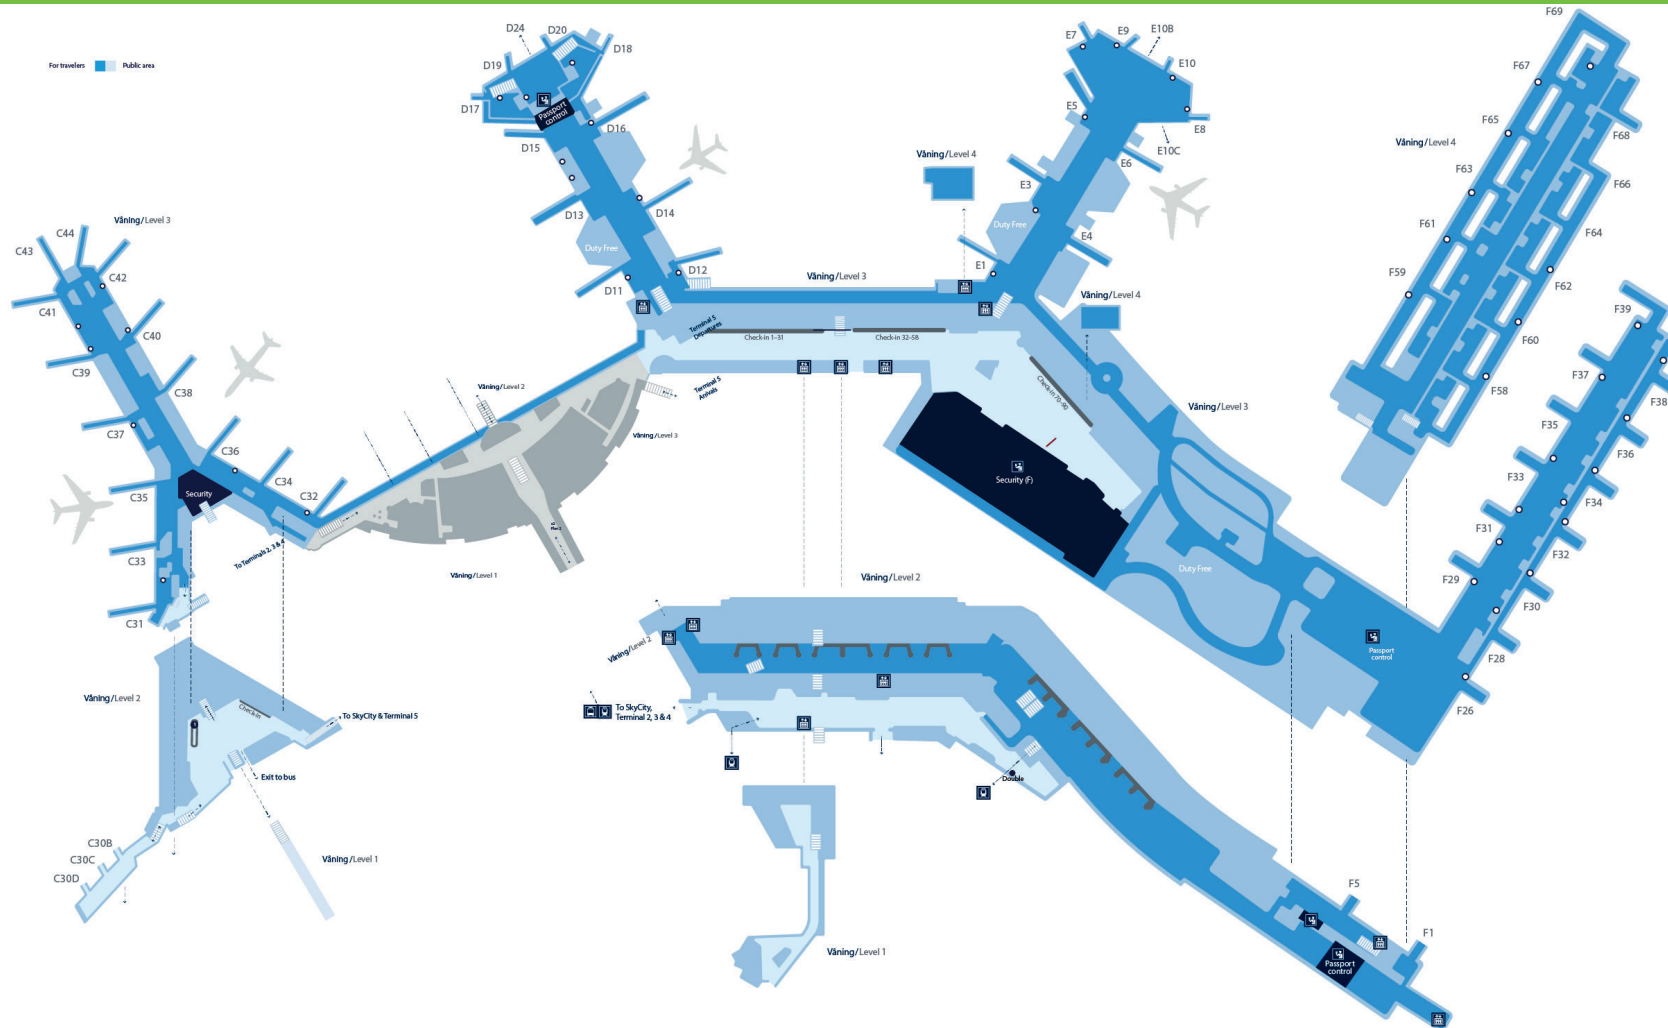 For travelers
Public area
D24
D20
D18
D19
D17
Passport
control
D16
D15
D13
D14
Duty Free
D12
D11
E7
E9
E10B
E10
E5
E8
E10C
E6
E3
Duty Free
E4
E1
Våning/Level 4
Våning/Level 3
Våning/Level 4
F69
F67
F65
F68
Våning/Level 4
F63
F66
F61
F64
F59
F62
F60
F58
F39
F37
F38
F35
F36
F33
F34
F31
F32
F29
F30
F28
F26
Våning/Level 3
C44
C43
C42
C41
C40
C39
C38
C37
C36
C35
C34
C32
Security
C33
C31
To Terminals 2, 3 & 4
Våning/Level 2
Våning/Level 3
Våning/Level 1
Terminal 5
Departures
Terminal 5
Arrivals
Check-in 1–31
Check-in 32–58
Check-in 70–90
Våning/Level 3
Security (F)
Duty Free
Passport
control
Våning/Level 2
Check-in
To SkyCity & Terminal 5
Exit to bus
C30B
C30C
C30D
Våning/Level 1
Våning/Level 2
Våning/Level 2
To SkyCity,
Terminal 2, 3 & 4
Double
Våning/Level 1
F5
F1
Passport
control